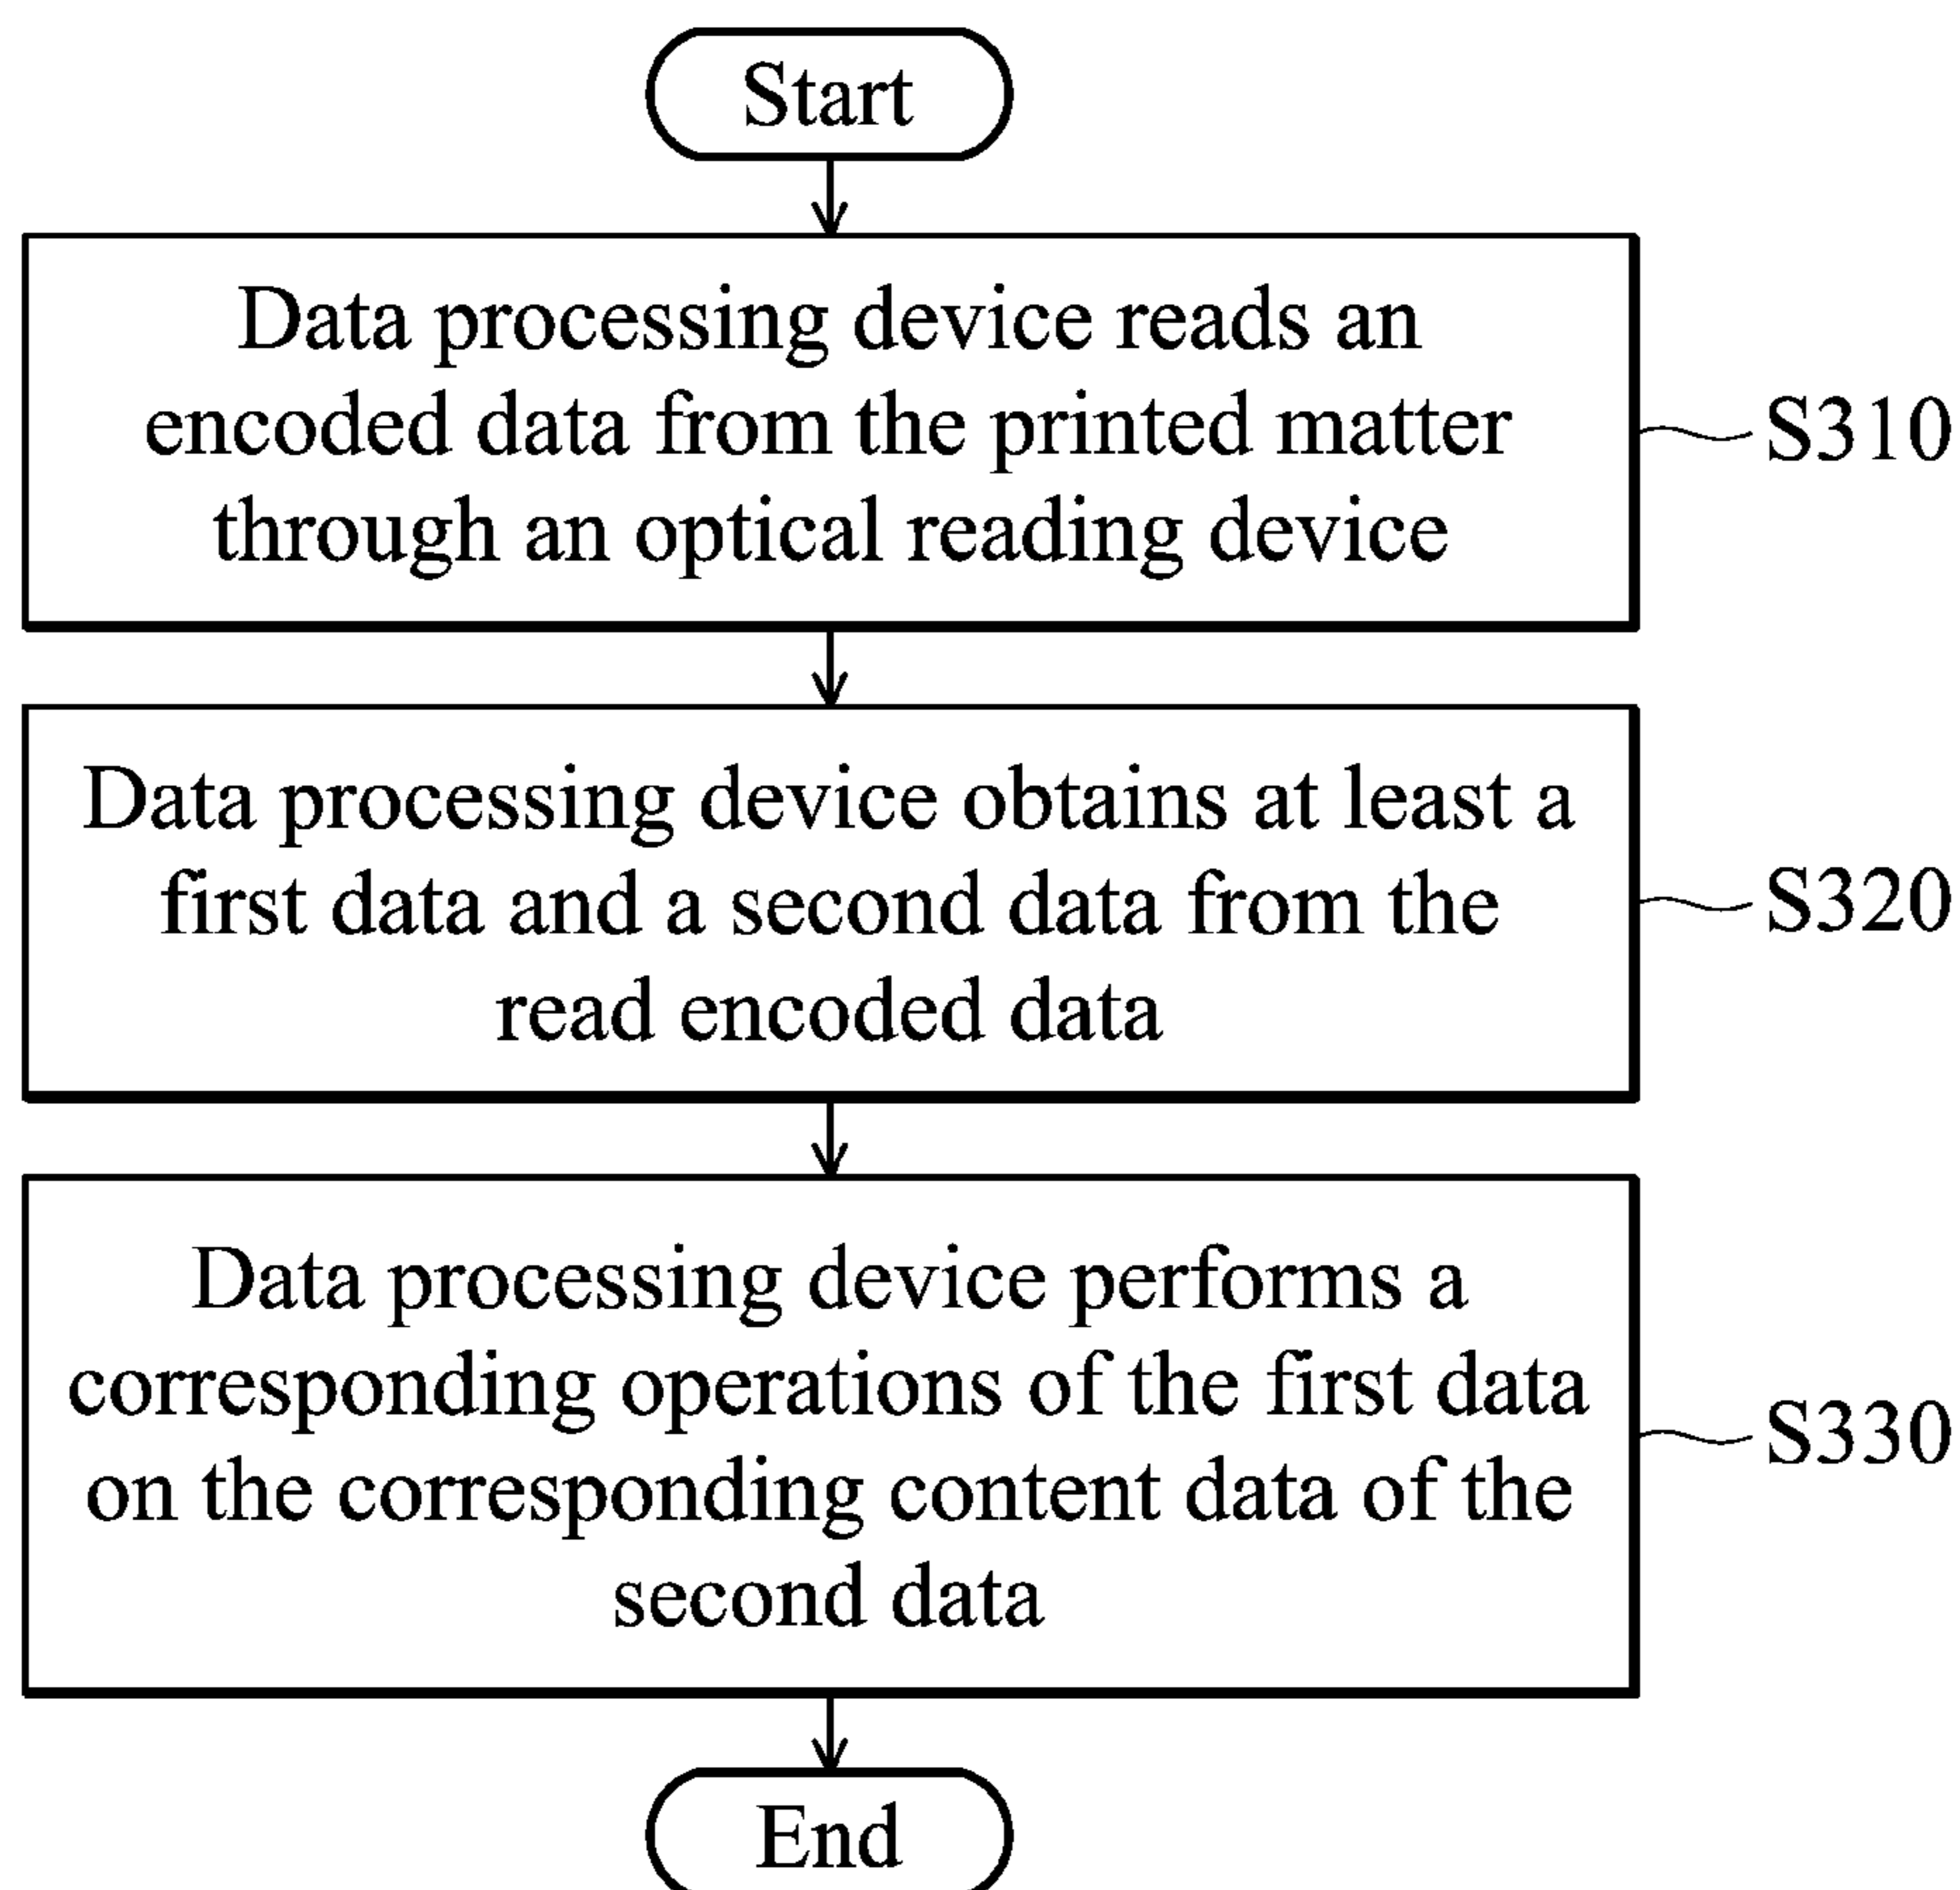 Start
Data processing device reads an
encoded data from the printed matter
through an optical reading device
S310
Data processing device obtains at least a
first data and a second data from the
read encoded data
S320
Data processing device performs a
corresponding operations of the first data
on the corresponding content data of the
second data
S330
End